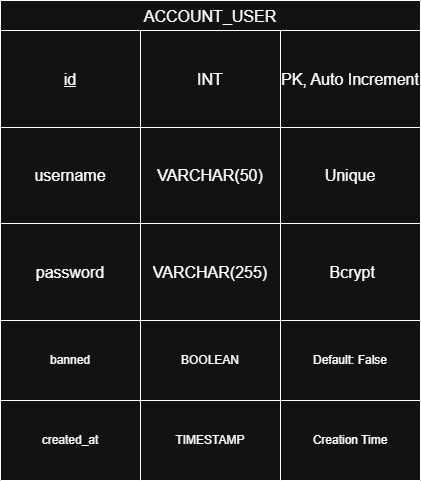 ACCOUNT_USER
id INT PK, Auto Increment
username VARCHAR(50) Unique
password VARCHAR(255) Bcrypt
banned BOOLEAN Default: False
created_at TIMESTAMP Creation Time